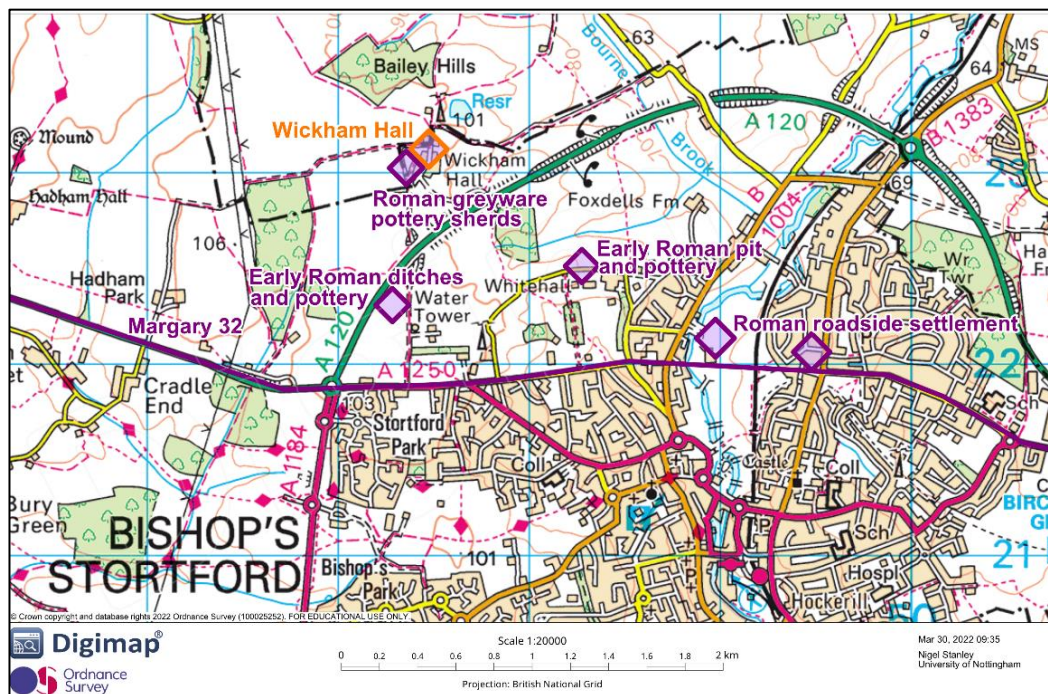 Bailey Hills
Bourne
63
80
64
MS
Mound
Resr
101
Wickham Hall
A 120
B 1383
Hadham Hall
Wickham
Hall
Roman greyware
pottery sherds
Brook
70
80
69
23
B 1004
Foxdells Fm
106
Early Roman ditches
and pottery
Early Roman pit
and pottery
Whitehall
Wr
Twr
Hadham
Park
Water
Tower
Margary 32
A 120
Roman roadside settlement
22
A 1250
Cradle
End
103
Stortford
Park
Sch
A 1184
Coll
Castle
Coll
Bury
Green
BISHOP'S
STORTFORD
Bishop's
Park
101
P
P
Sch
Hospl
21
Hockerill
© Crown copyright and database rights 2022 Ordnance Survey (100025252). FOR EDUCATIONAL USE ONLY.
Digimap®
Ordnance
Survey
Scale 1:20000
0 0.2 0.4 0.6 0.8 1 1.2 1.4 1.6 1.8 2 km
Projection: British National Grid
Mar 30, 2022 09:35
Nigel Stanley
University of Nottingham